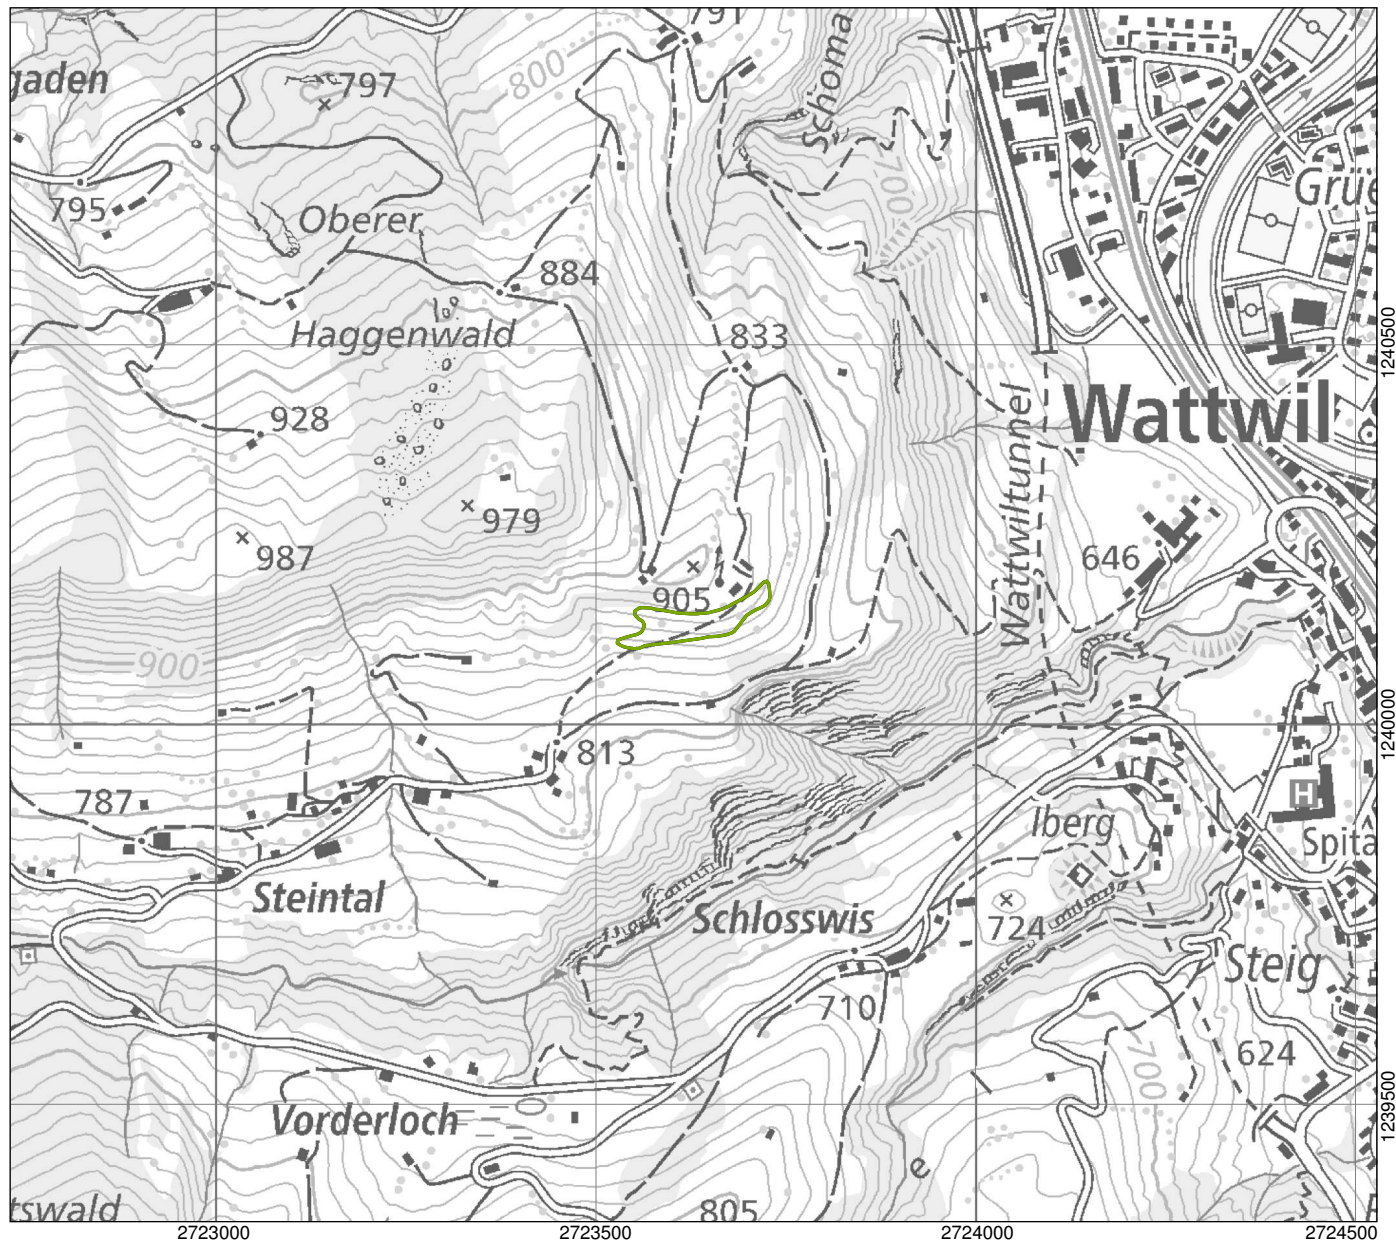 791
Schoma
gaden
797
800
Grüe
795
Oberer
700
884
Haggenwald
833
1240500
Wattwil
928
979
987
Wattwiltunnel
646
905
900
1240000
813
787
H
Iberg
Spita
Steintal
Schlosswis
724
Steig
710
624
700
Vorderloch
1239500
e
tswald
805
2723000
2723500
2724000
2724500